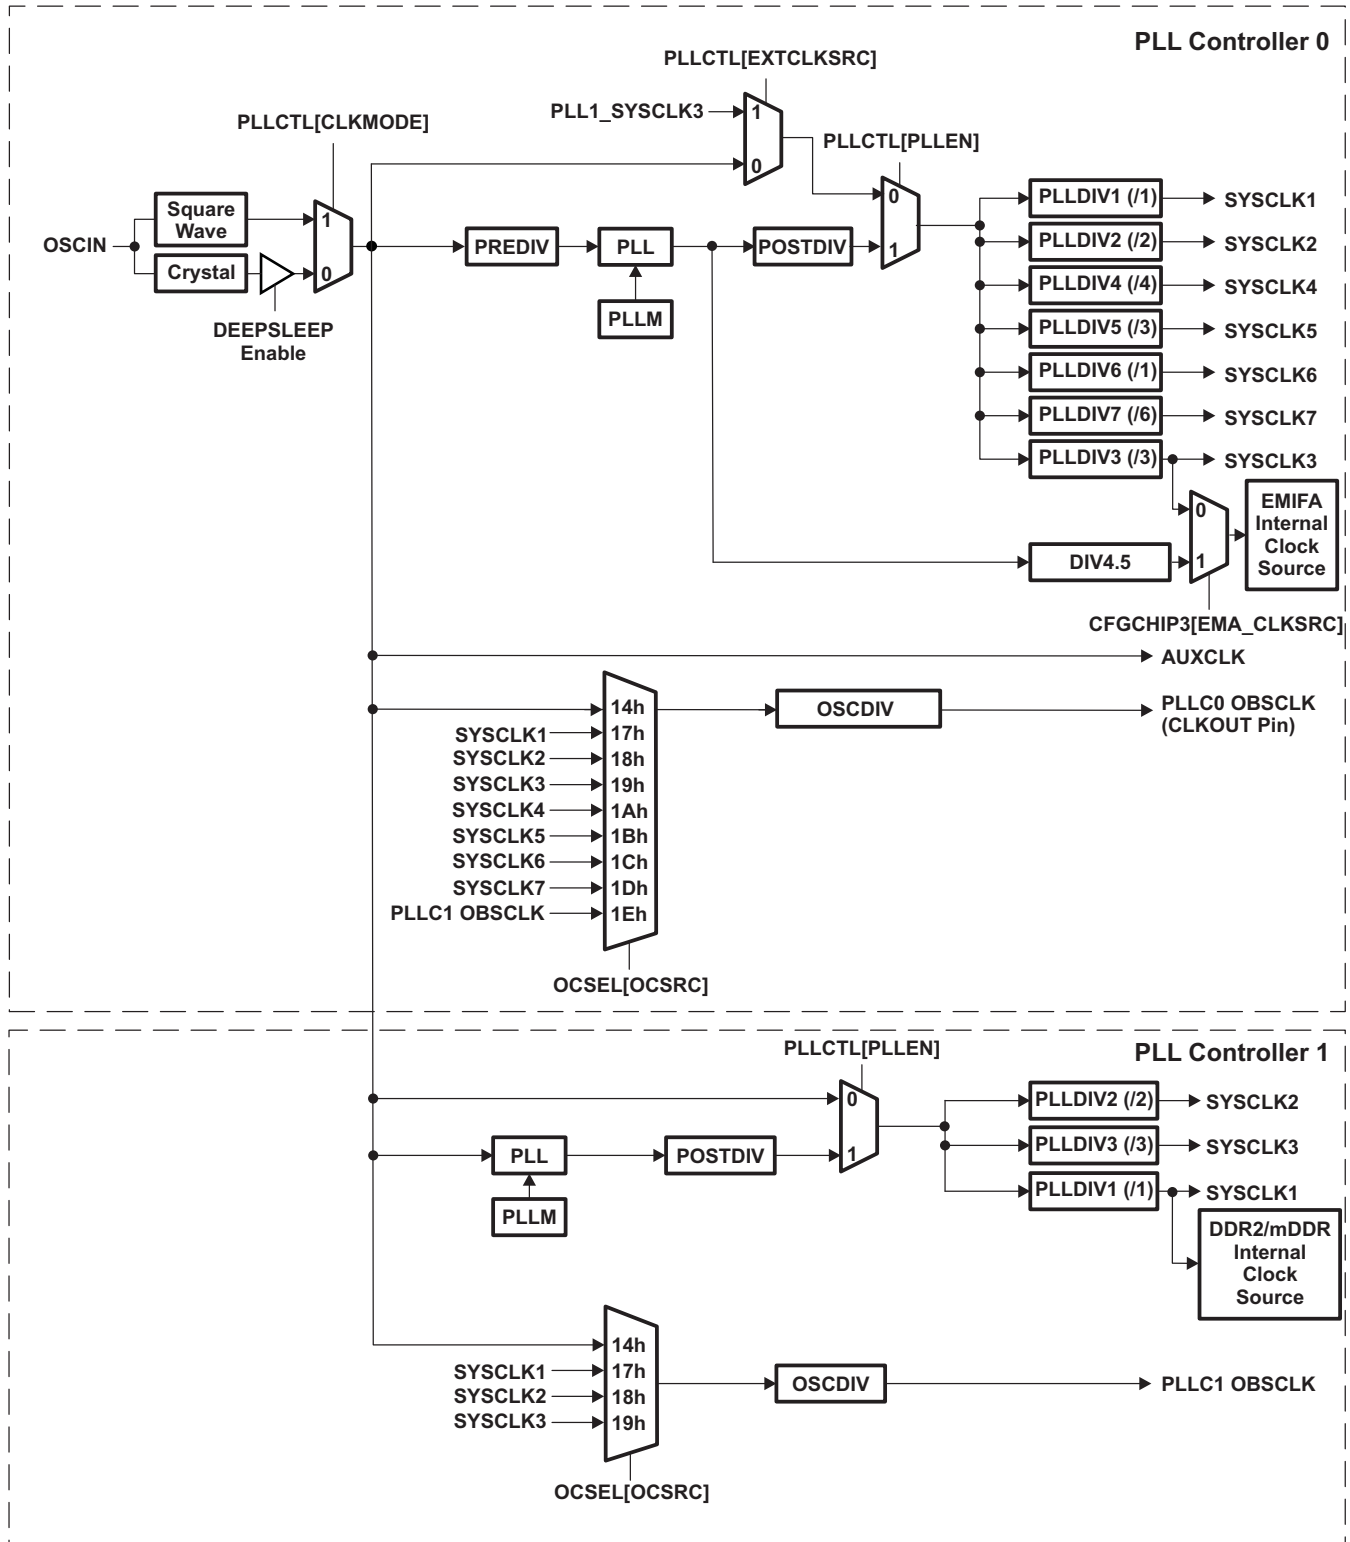 PLL Controller 0
PLLCTL[EXTCLKSRC]
PLL1_SYSCLK3
1
0
PLLCTL[CLKMODE]
PLLCTL[PLLEN]
OSCIN
Square
Wave
Crystal
1
0
DEEPSLEEP
Enable
PREDIV
PLL
PLLM
POSTDIV
0
1
PLLDIV1 (/1)
SYSCLK1
PLLDIV2 (/2)
SYSCLK2
PLLDIV4 (/4)
SYSCLK4
PLLDIV5 (/3)
SYSCLK5
PLLDIV6 (/1)
SYSCLK6
PLLDIV7 (/6)
SYSCLK7
PLLDIV3 (/3)
SYSCLK3
DIV4.5
0
1
EMIFA
Internal
Clock
Source
CFGCHIP3[EMA_CLKSRC]
AUXCLK
14h
SYSCLK1
17h
SYSCLK2
18h
SYSCLK3
19h
SYSCLK4
1Ah
SYSCLK5
1Bh
SYSCLK6
1Ch
SYSCLK7
1Dh
PLLC1 OBSCLK
1Eh
OCSEL[OCSRC]
OSCDIV
PLLC0 OBSCLK
(CLKOUT Pin)
PLL Controller 1
PLLCTL[PLLEN]
0
1
PLL
PLLM
POSTDIV
PLLDIV2 (/2)
SYSCLK2
PLLDIV3 (/3)
SYSCLK3
PLLDIV1 (/1)
SYSCLK1
DDR2/mDDR
Internal
Clock
Source
14h
SYSCLK1
17h
SYSCLK2
18h
SYSCLK3
19h
OCSEL[OCSRC]
OSCDIV
PLLC1 OBSCLK